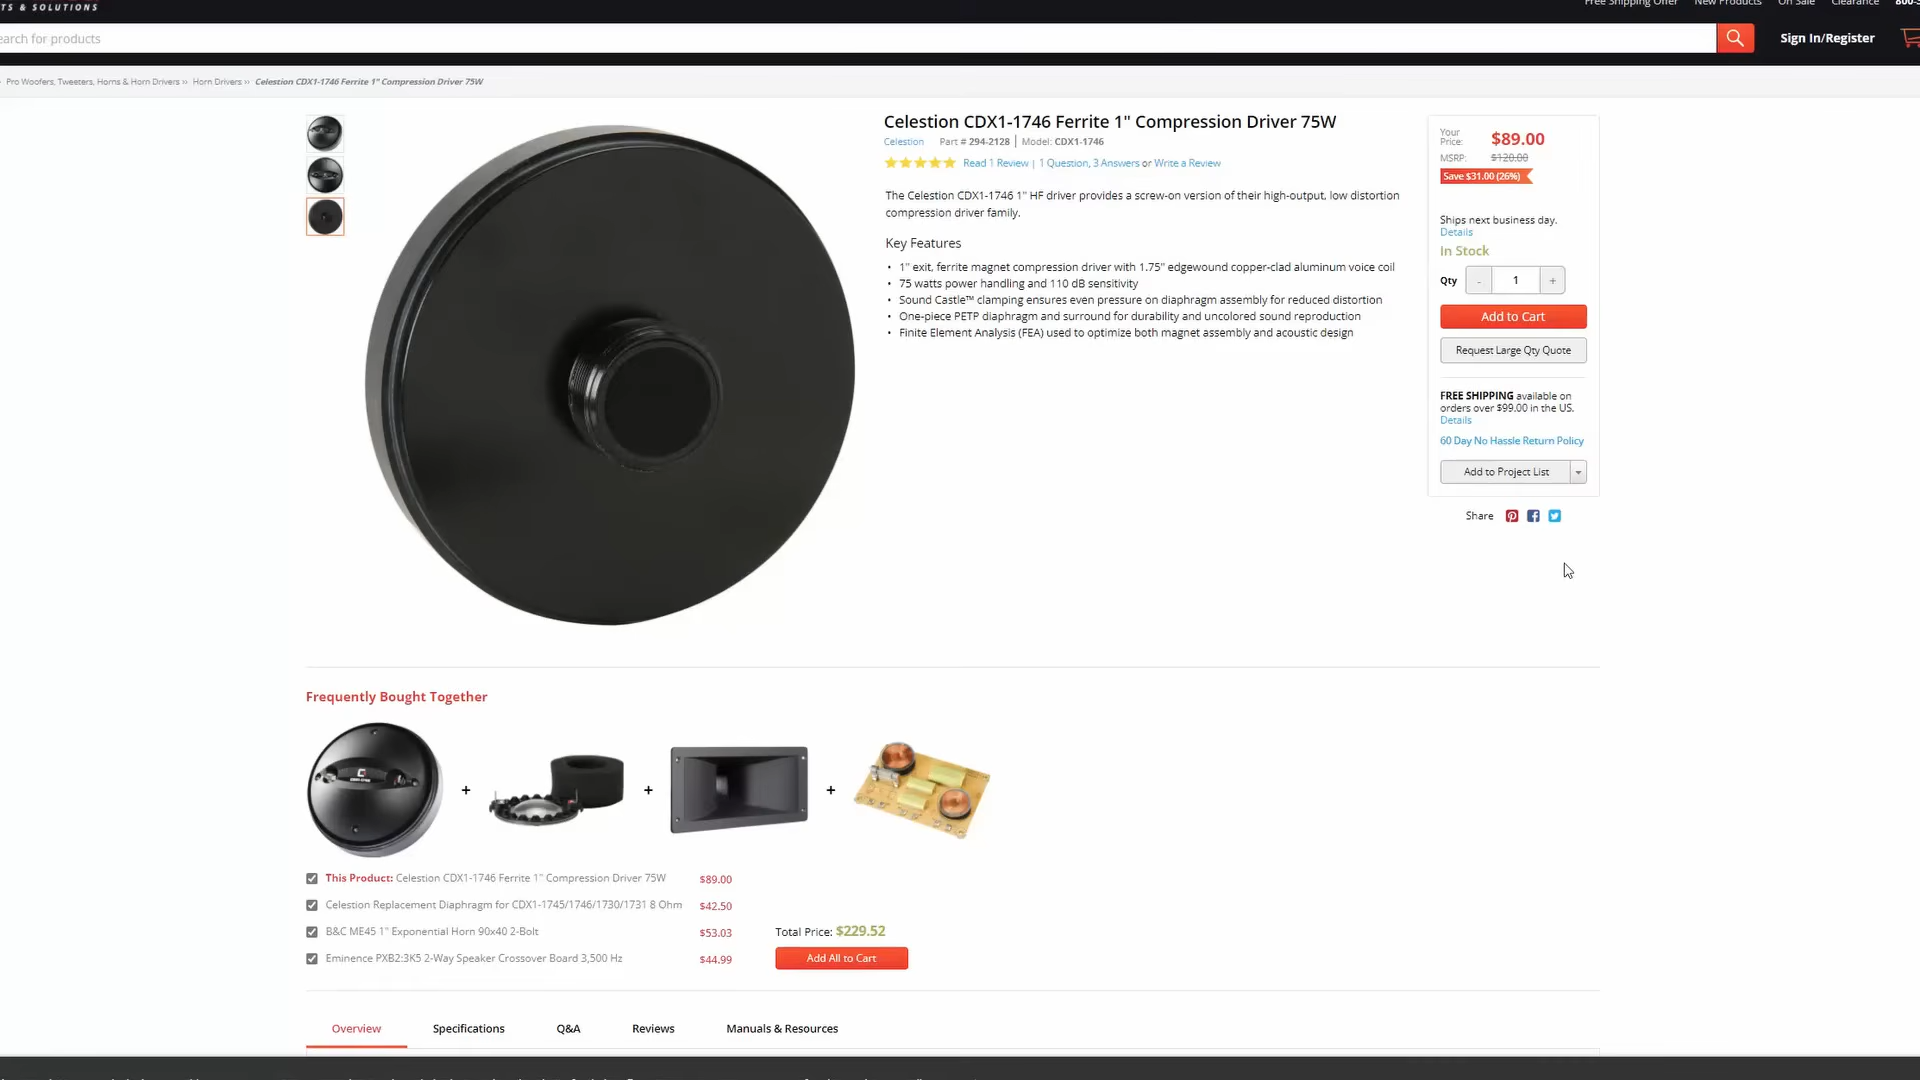 TS & SOLUTIONS
Free Shipping Offer New Products On Sale Clearance
earch for products
Sign In/Register
Pro Woofers, Tweeters, Horns & Horn Drivers ›› Horn Drivers ›› Celestion CDX1-1746 Ferrite 1" Compression Driver 75W
Celestion CDX1-1746 Ferrite 1" Compression Driver 75W
Celestion Part # 294-2128 | Model: CDX1-1746
Read 1 Review | 1 Question, 3 Answers or Write a Review
The Celestion CDX1-1746 1" HF driver provides a screw-on version of their high-output, low distortion
compression driver family.
Key Features
• 1" exit, ferrite magnet compression driver with 1.75" edgewound copper-clad aluminum voice coil
• 75 watts power handling and 110 dB sensitivity
• Sound Castle™ clamping ensures even pressure on diaphragm assembly for reduced distortion
• One-piece PETP diaphragm and surround for durability and uncolored sound reproduction
• Finite Element Analysis (FEA) used to optimize both magnet assembly and acoustic design
Your
Price: $89.00
MSRP: $120.00
Save $31.00 (26%)
Ships next business day.
Details
In Stock
Qty - 1 +
Add to Cart
Request Large Qty Quote
FREE SHIPPING available on
orders over $99.00 in the US.
Details
60 Day No Hassle Return Policy
Add to Project List
Share
Frequently Bought Together
+ + +
This Product: Celestion CDX1-1746 Ferrite 1" Compression Driver 75W $89.00
Celestion Replacement Diaphragm for CDX1-1745/1746/1730/1731 8 Ohm $42.50
B&C ME45 1" Exponential Horn 90x40 2-Bolt $53.03
Eminence PXB2:3K5 2-Way Speaker Crossover Board 3,500 Hz $44.99
Total Price: $229.52
Add All to Cart
Overview Specifications Q&A Reviews Manuals & Resources